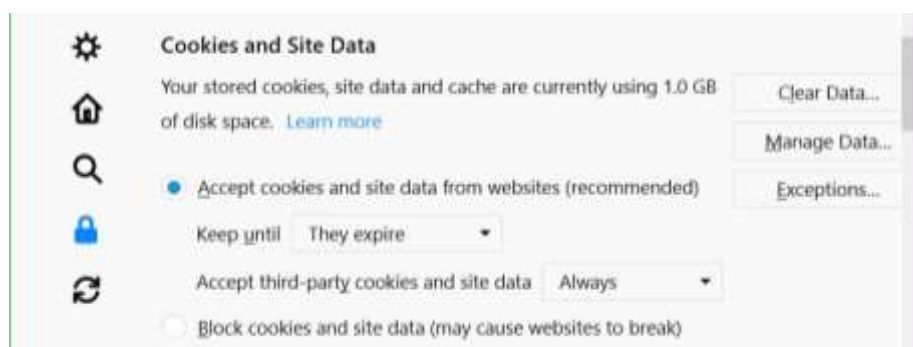 Cookies and Site Data
Your stored cookies, site data and cache are currently using 1.0 GB
of disk space. Learn more
Clear Data...
Manage Data...
Accept cookies and site data from websites (recommended)
Exceptions...
Keep until They expire
Accept third-party cookies and site data Always
Block cookies and site data (may cause websites to break)